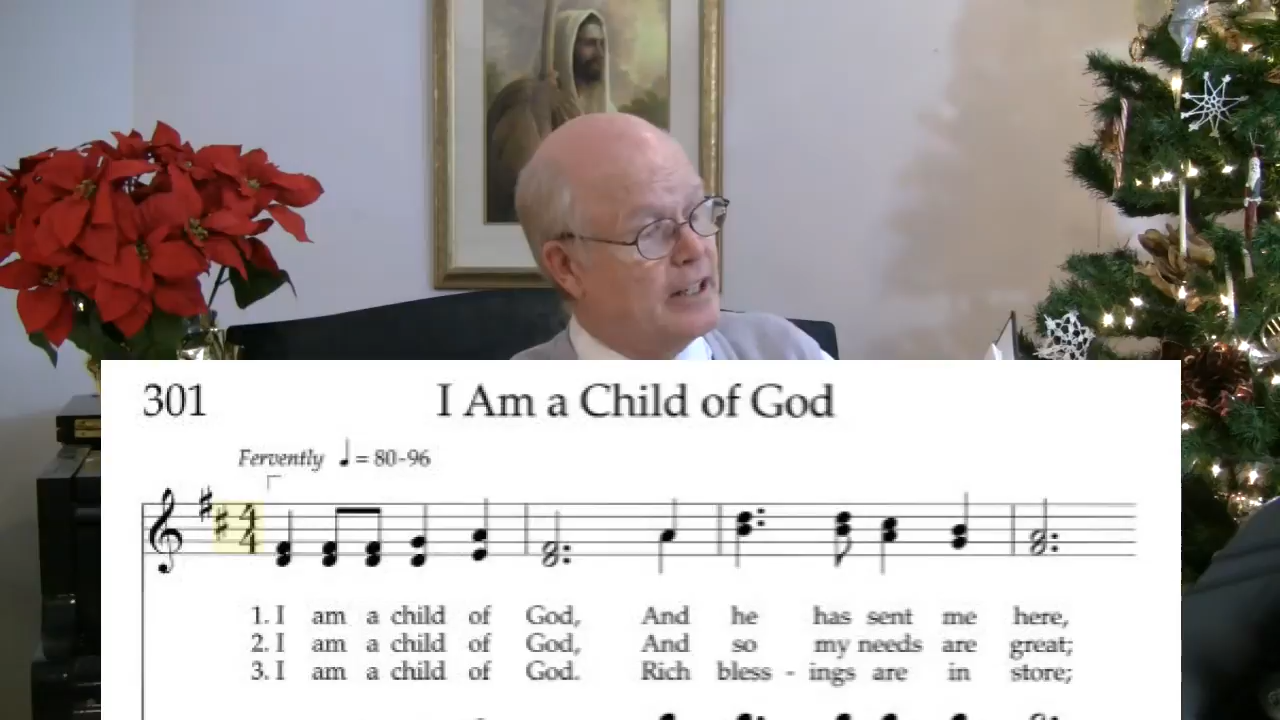 301 I Am a Child of God
Fervently ♩ = 80-96
4
4
1. I am a child of God, And he has sent me here,
2. I am a child of God, And so my needs are great;
3. I am a child of God. Rich bless - ings are in store;